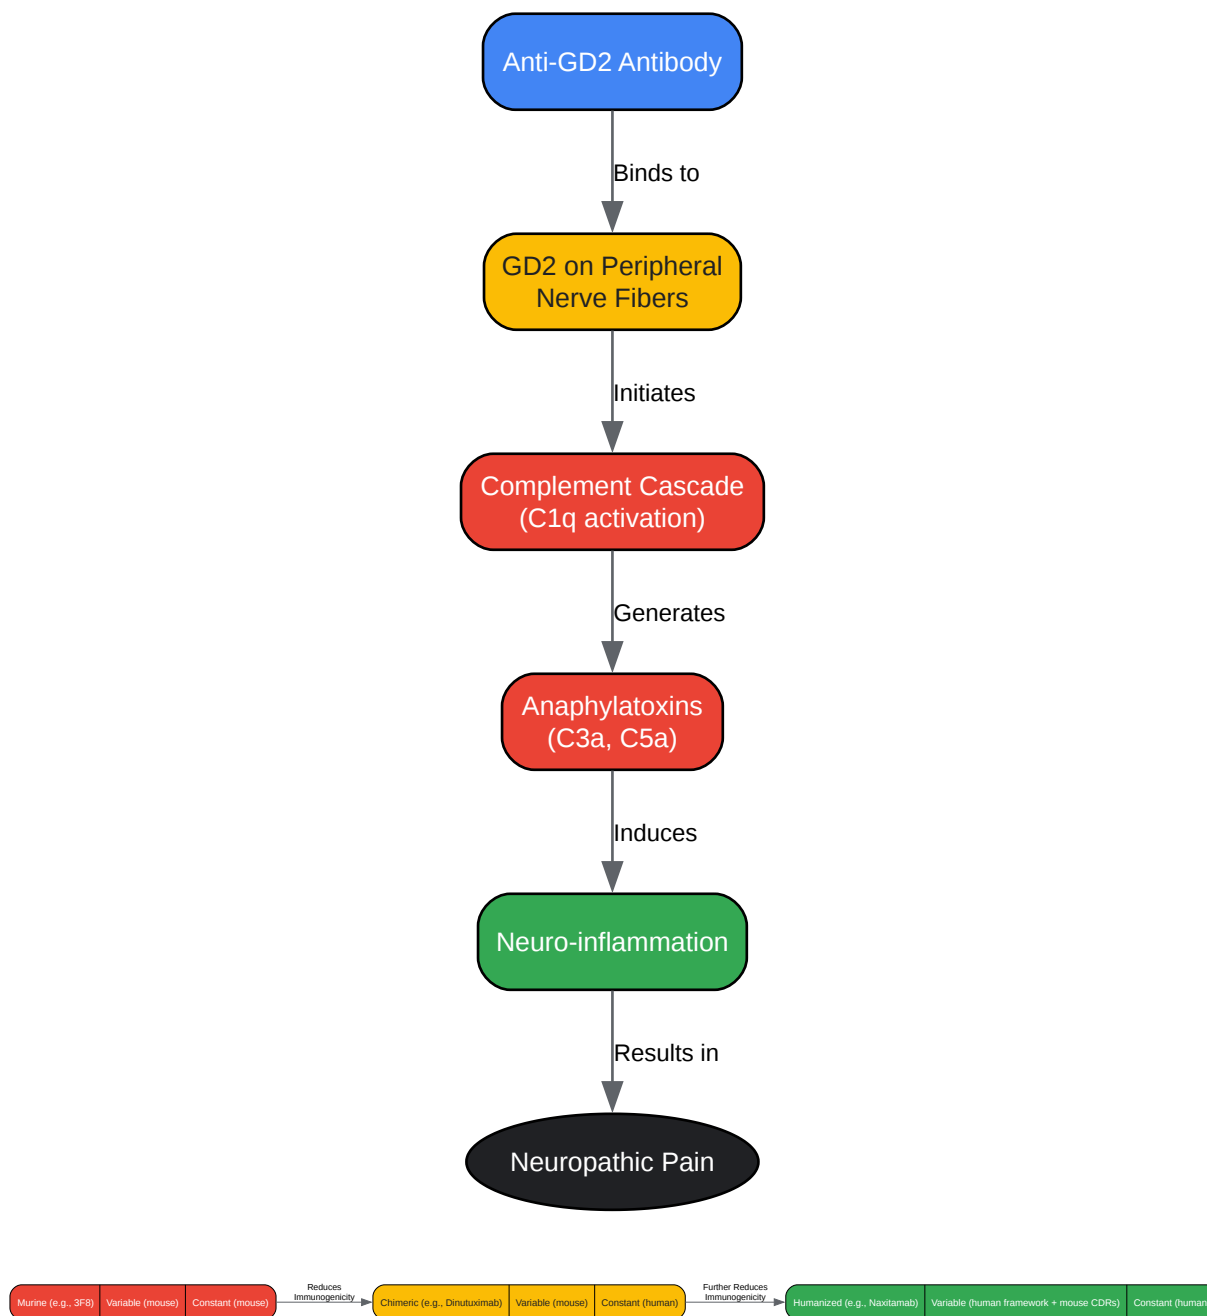 Anti-GD2 Antibody
Binds to
GD2 on Peripheral
Nerve Fibers
Initiates
Complement Cascade
(C1q activation)
Generates
Anaphylatoxins
(C3a, C5a)
Induces
Neuro-inflammation
Results in
Neuropathic Pain
Murine (e.g., 3F8)
Variable (mouse)
Constant (mouse)
Reduces
Immunogenicity
Chimeric (e.g., Dinutuximab)
Variable (mouse)
Constant (human)
Further Reduces
Immunogenicity
Humanized (e.g., Naxitamab)
Variable (human framework + mouse CDRs)
Constant (human